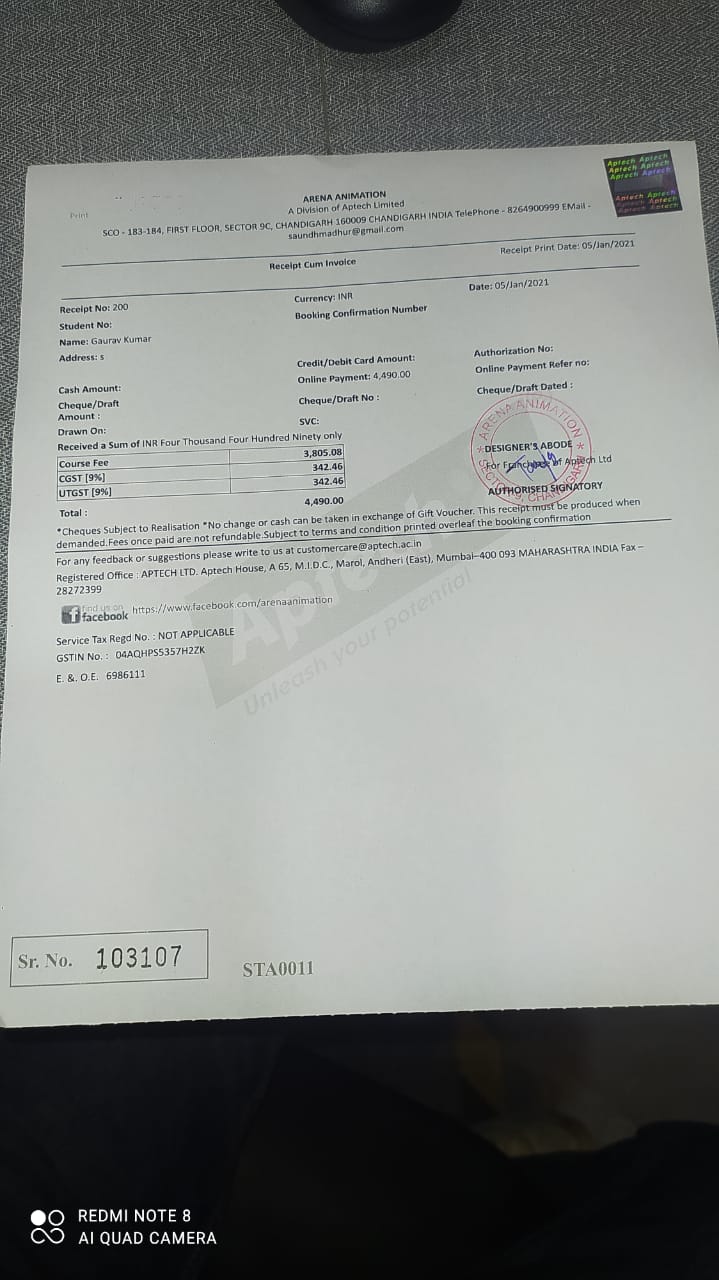 Aptech Aptech
Aptech Aptech
Aptech Aptech
Aptech Aptech
Aptech Aptech
Aptech Aptech
Print
ARENA ANIMATION
A Division of Aptech Limited
SCO - 183-184, FIRST FLOOR, SECTOR 9C, CHANDIGARH 160009 CHANDIGARH INDIA TelePhone - 8264900999 EMail -
saundhmadhur@gmail.com
Receipt Cum Invoice
Receipt Print Date: 05/Jan/2021
Receipt No: 200 Currency: INR Date: 05/Jan/2021
Student No: Booking Confirmation Number
Name: Gaurav Kumar
Address: s Credit/Debit Card Amount: Authorization No:
Cash Amount: Online Payment: 4,490.00 Online Payment Refer no:
Cheque/Draft Cheque/Draft No : Cheque/Draft Dated :
Amount :
Drawn On: SVC:
Received a Sum of INR Four Thousand Four Hundred Ninety only
Course Fee 3,805.08
CGST [9%] 342.46
UTGST [9%] 342.46
Total : 4,490.00
ARENA ANIMATION
DESIGNER'S ABODE
For Franchisee of Aptech Ltd
SECTOR 9, CHANDIGARH
AUTHORISED SIGNATORY
*Cheques Subject to Realisation *No change or cash can be taken in exchange of Gift Voucher. This receipt must be produced when
demanded.Fees once paid are not refundable.Subject to terms and condition printed overleaf the booking confirmation
For any feedback or suggestions please write to us at customercare@aptech.ac.in
Registered Office : APTECH LTD. Aptech House, A 65, M.I.D.C., Marol, Andheri (East), Mumbai–400 093 MAHARASHTRA INDIA Fax –
28272399
find us on
facebook https://www.facebook.com/arenaanimation
Aptech
Unleash your potential
Service Tax Regd No. : NOT APPLICABLE
GSTIN No. : 04AQHPS5357H2ZK
E. &. O.E. 6986111
Sr. No. 103107
STA0011
REDMI NOTE 8
AI QUAD CAMERA